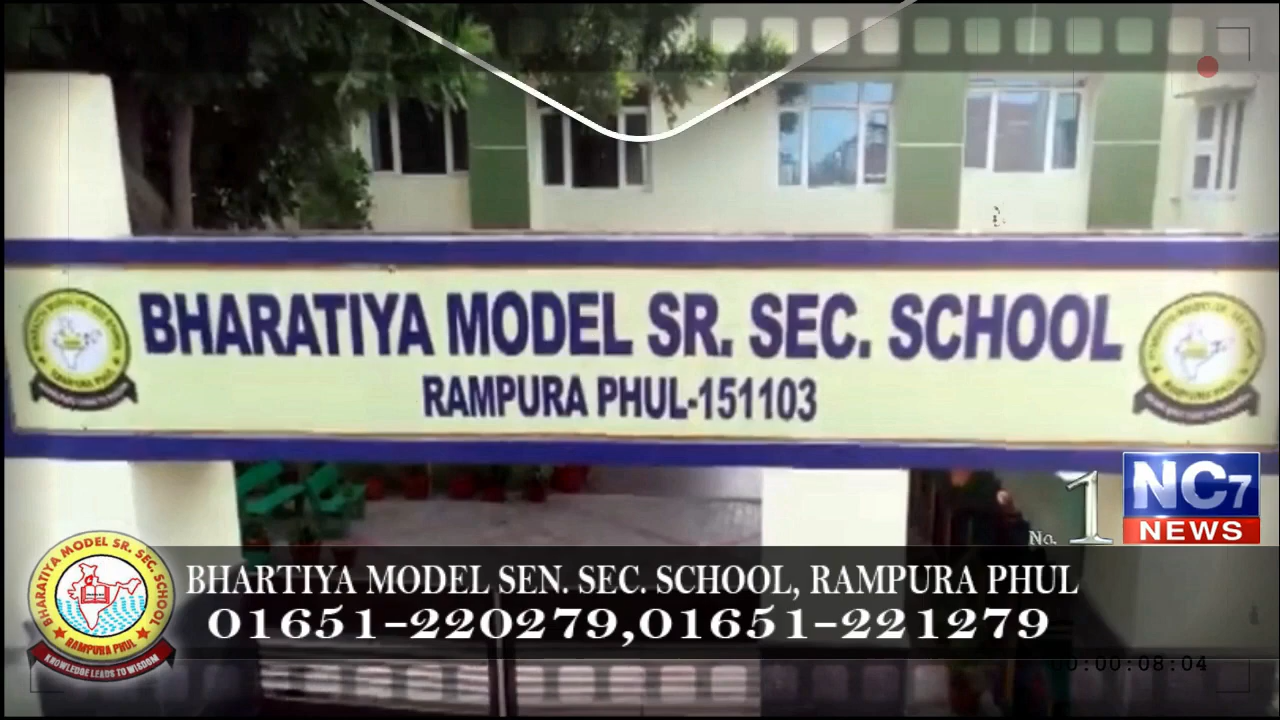 BHARATIYA MODEL SR. SEC. SCHOOL
RAMPURA PHUL-151103
No. 1
NC7
NEWS
BHARATIYA MODEL SR. SEC. SCHOOL
RAMPURA PHUL
KNOWLEDGE LEADS TO WISDOM
BHARTIYA MODEL SEN. SEC. SCHOOL, RAMPURA PHUL
01651-220279,01651-221279
00:00:08:04